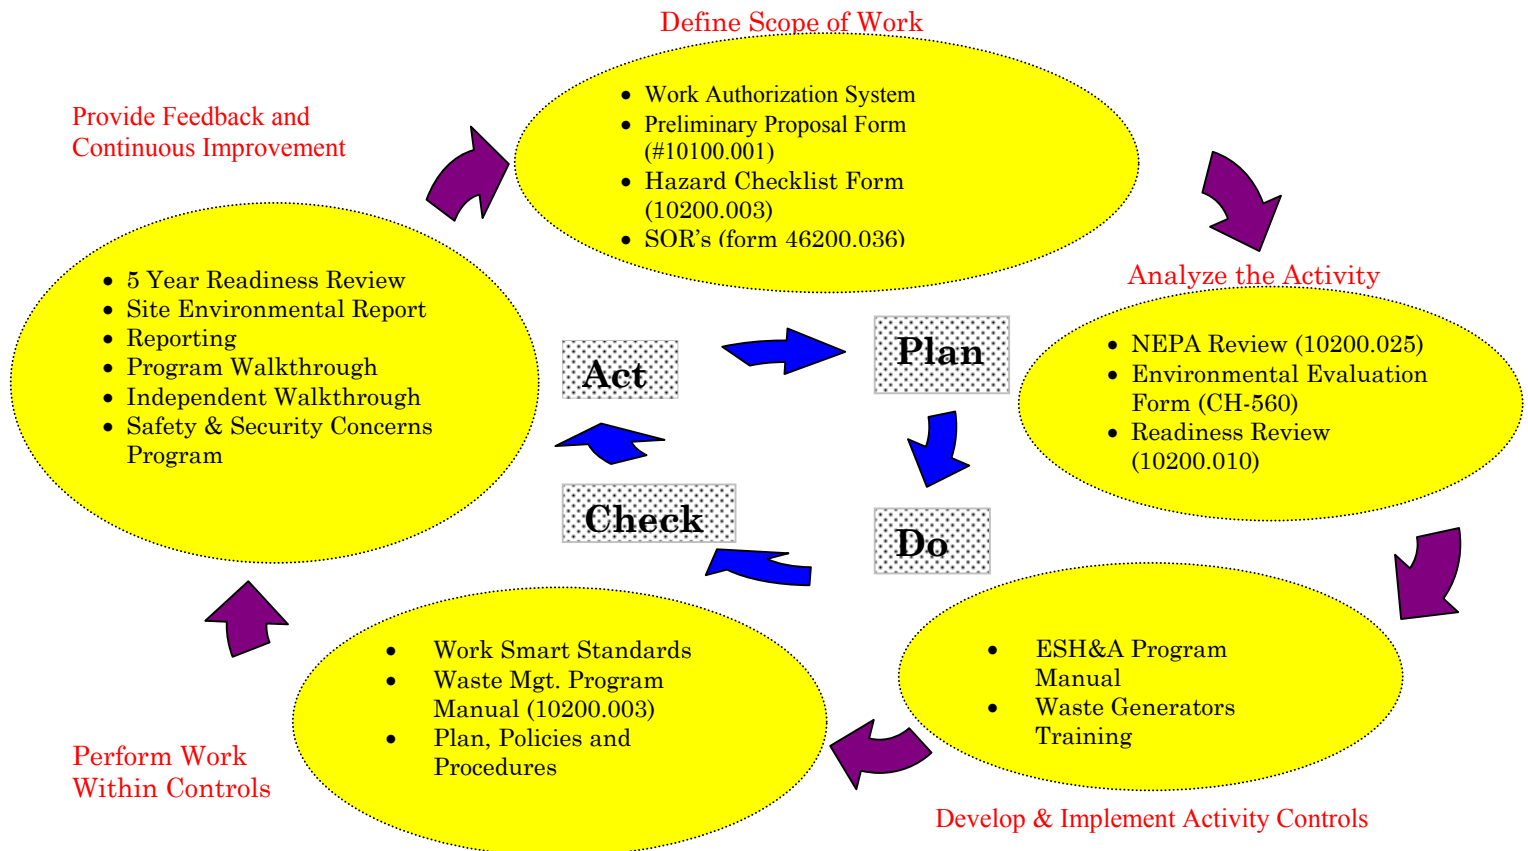 Define Scope of Work
• Work Authorization System
• Preliminary Proposal Form
(#10100.001)
• Hazard Checklist Form
(10200.003)
• SOR's (form 46200.036)
Analyze the Activity
• NEPA Review (10200.025)
• Environmental Evaluation
Form (CH-560)
• Readiness Review
(10200.010)
• ESH&A Program
Manual
• Waste Generators
Training
Develop & Implement Activity Controls
• Work Smart Standards
• Waste Mgt. Program
Manual (10200.003)
• Plan, Policies and
Procedures
Perform Work
Within Controls
Provide Feedback and
Continuous Improvement
• 5 Year Readiness Review
• Site Environmental Report
• Reporting
• Program Walkthrough
• Independent Walkthrough
• Safety & Security Concerns
Program
Act
Plan
Check
Do